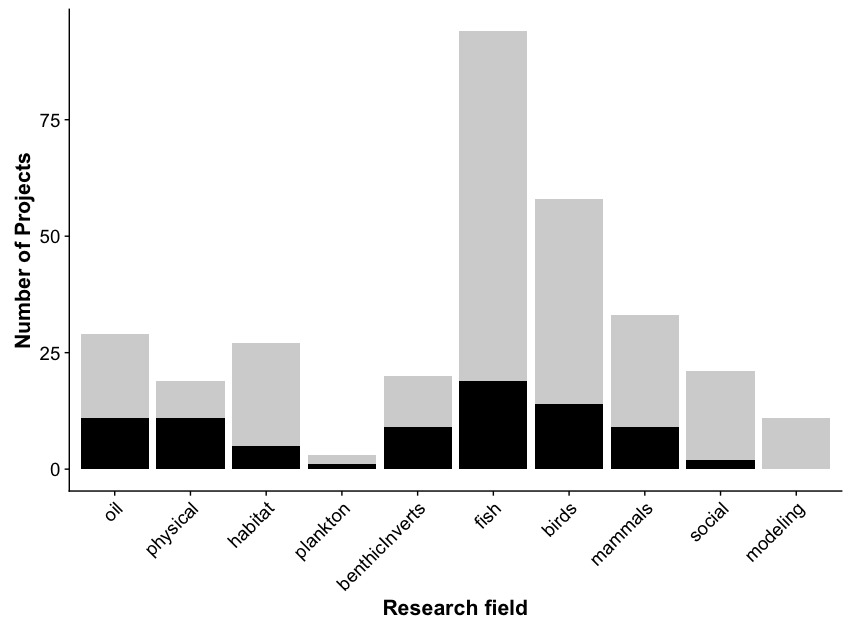 Number of Projects
75
50
25
0
oil
physical
habitat
plankton
benthicInverts
fish
birds
mammals
social
modeling
Research field